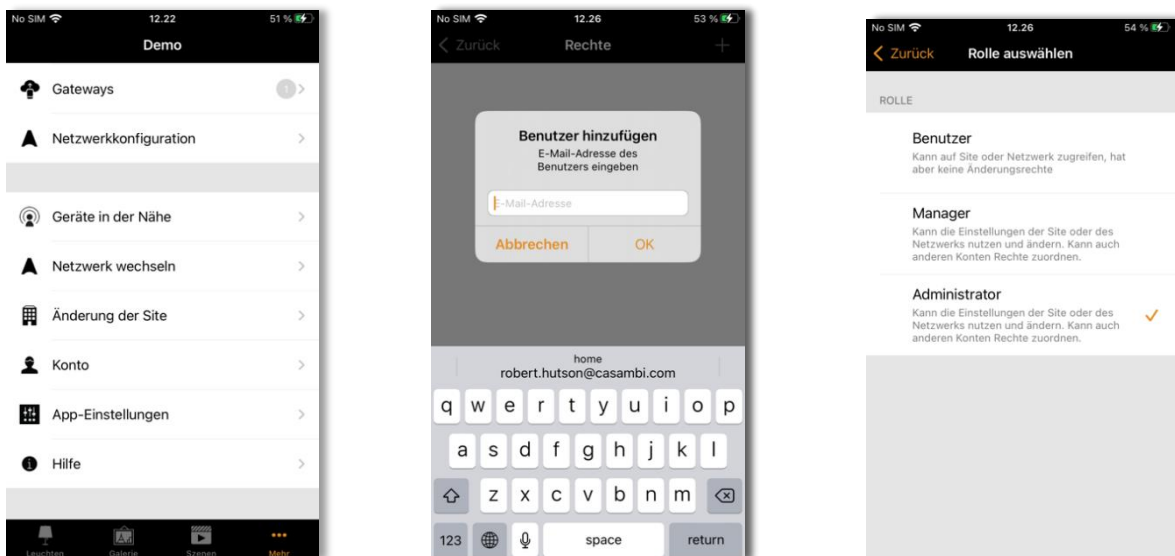 No SIM 12.22 51 %
Demo
Gateways 1
Netzwerkkonfiguration
Geräte in der Nähe
Netzwerk wechseln
Änderung der Site
Konto
App-Einstellungen
Hilfe
Leuchten Galerie Szenen Mehr
No SIM 12.26 53 %
Zurück Rechte
Benutzer hinzufügen
E-Mail-Adresse des
Benutzers eingeben
E-Mail-Adresse
Abbrechen OK
home
robert.hutson@casambi.com
q w e r t y u i o p
a s d f g h j k l
z x c v b n m
123 space return
No SIM 12.26 54 %
Zurück Rolle auswählen
ROLLE
Benutzer
Kann auf Site oder Netzwerk zugreifen, hat
aber keine Änderungsrechte
Manager
Kann die Einstellungen der Site oder des
Netzwerks nutzen und ändern. Kann auch
anderen Konten Rechte zuordnen.
Administrator
Kann die Einstellungen der Site oder des
Netzwerks nutzen und ändern. Kann auch
anderen Konten Rechte zuordnen.